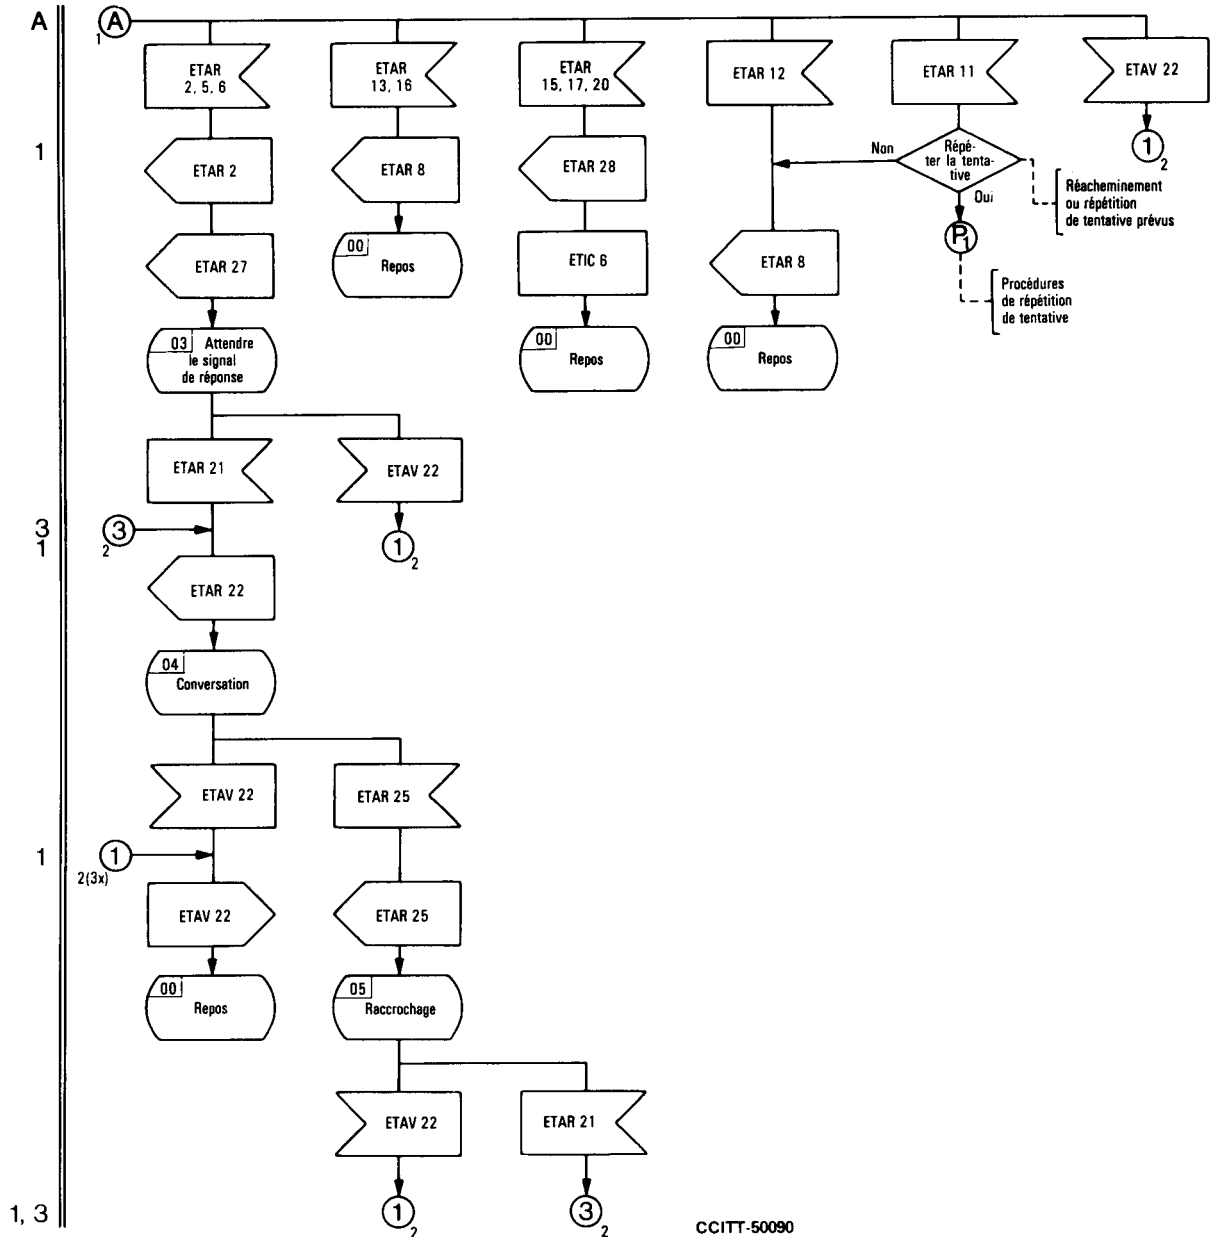 A
A
1
ETAR
2, 5, 6
ETAR
13, 16
ETAR
15, 17, 20
ETAR 12
ETAR 11
ETAV 22
1
ETAR 2
ETAR 8
ETAR 28
Non
Répé-
ter la tenta-
tive
Oui
1
2
Réacheminement
ou répétition
de tentative prévus
ETAR 27
00
Repos
ETIC 6
ETAR 8
P1
Procédures
de répétition
de tentative
03 Attendre
le signal
de réponse
00
Repos
00
Repos
ETAR 21
ETAV 22
3
1
3
2
1
2
ETAR 22
04
Conversation
ETAV 22
ETAR 25
1
1
2(3x)
ETAV 22
ETAR 25
00
Repos
05
Raccrochage
ETAV 22
ETAR 21
1, 3
1
2
3
2
CCITT-50090